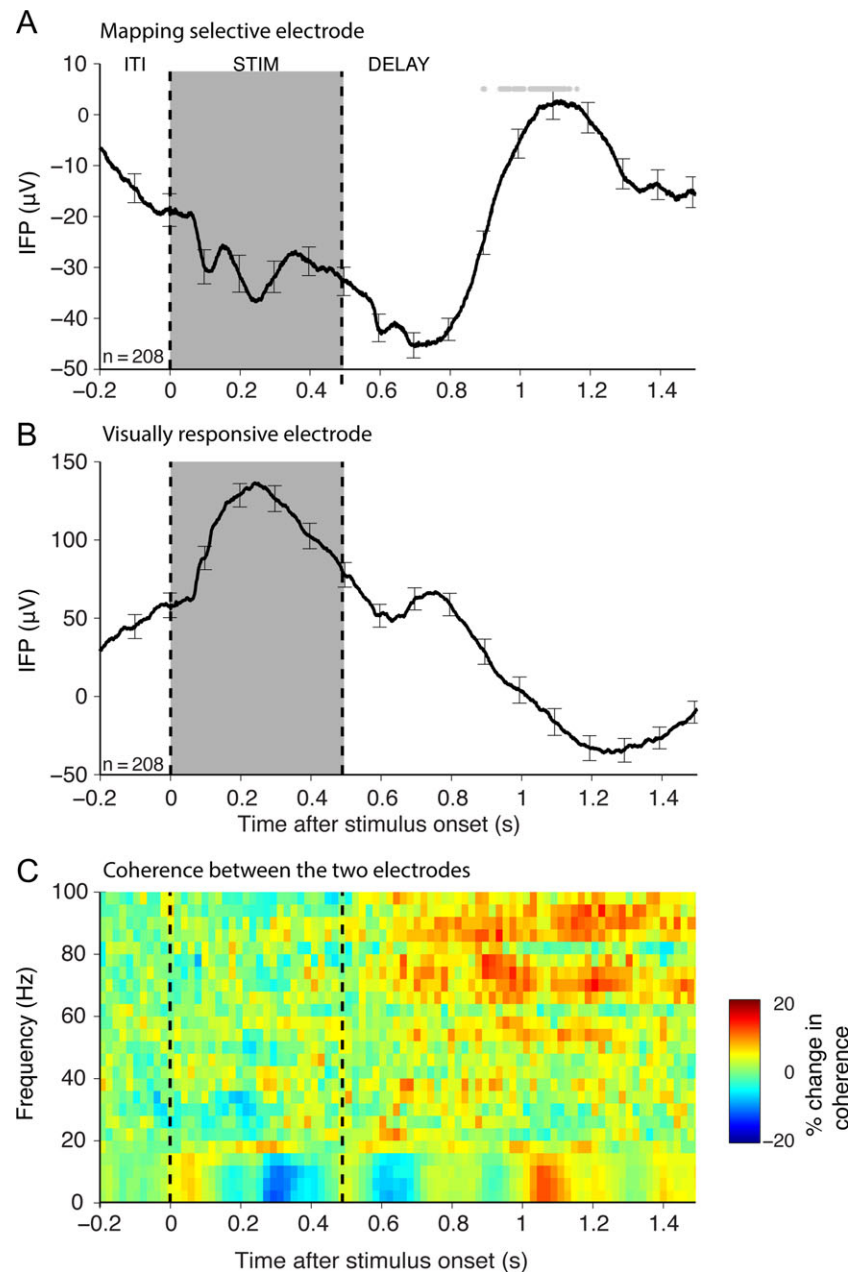 A
Mapping selective electrode
ITI STIM DELAY
10
0
−10
−20
−30
−40
−50
IFP (µV)
n = 208
−0.2 0 0.2 0.4 0.6 0.8 1 1.2 1.4
B
Visually responsive electrode
150
100
50
0
−50
IFP (µV)
n = 208
−0.2 0 0.2 0.4 0.6 0.8 1 1.2 1.4
Time after stimulus onset (s)
C
Coherence between the two electrodes
100
80
60
40
20
0
Frequency (Hz)
−0.2 0 0.2 0.4 0.6 0.8 1 1.2 1.4
Time after stimulus onset (s)
20
0
−20
% change in
coherence